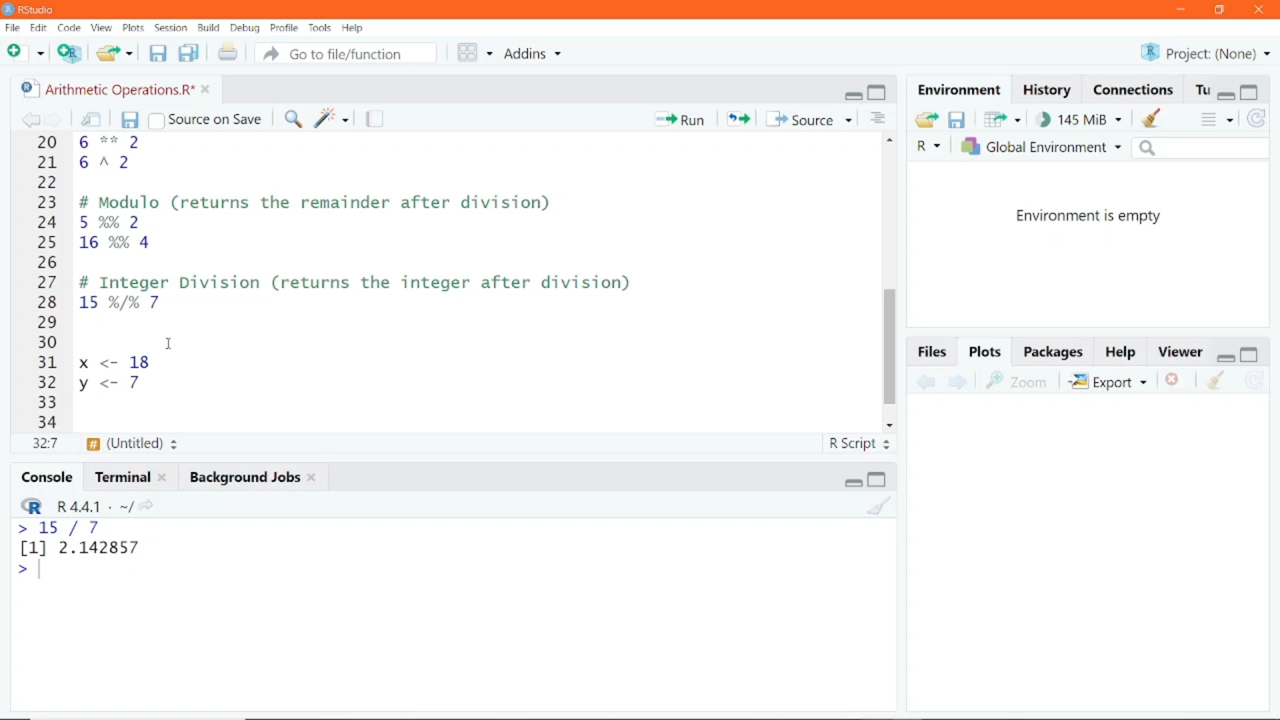 RStudio
File Edit Code View Plots Session Build Debug Profile Tools Help
Go to file/function Addins Project: (None)
Arithmetic Operations.R*
Source on Save Run Source
20 6 ** 2
21 6 ^ 2
22
23 # Modulo (returns the remainder after division)
24 5 %% 2
25 16 %% 4
26
27 # Integer Division (returns the integer after division)
28 15 %/% 7
29
30
31 x <- 18
32 y <- 7
33
34
32:7 # (Untitled) R Script
Console Terminal Background Jobs
R R 4.4.1 · ~/
> 15 / 7
[1] 2.142857
>
Environment History Connections Tu
145 MiB
R Global Environment
Environment is empty
Files Plots Packages Help Viewer
Zoom Export